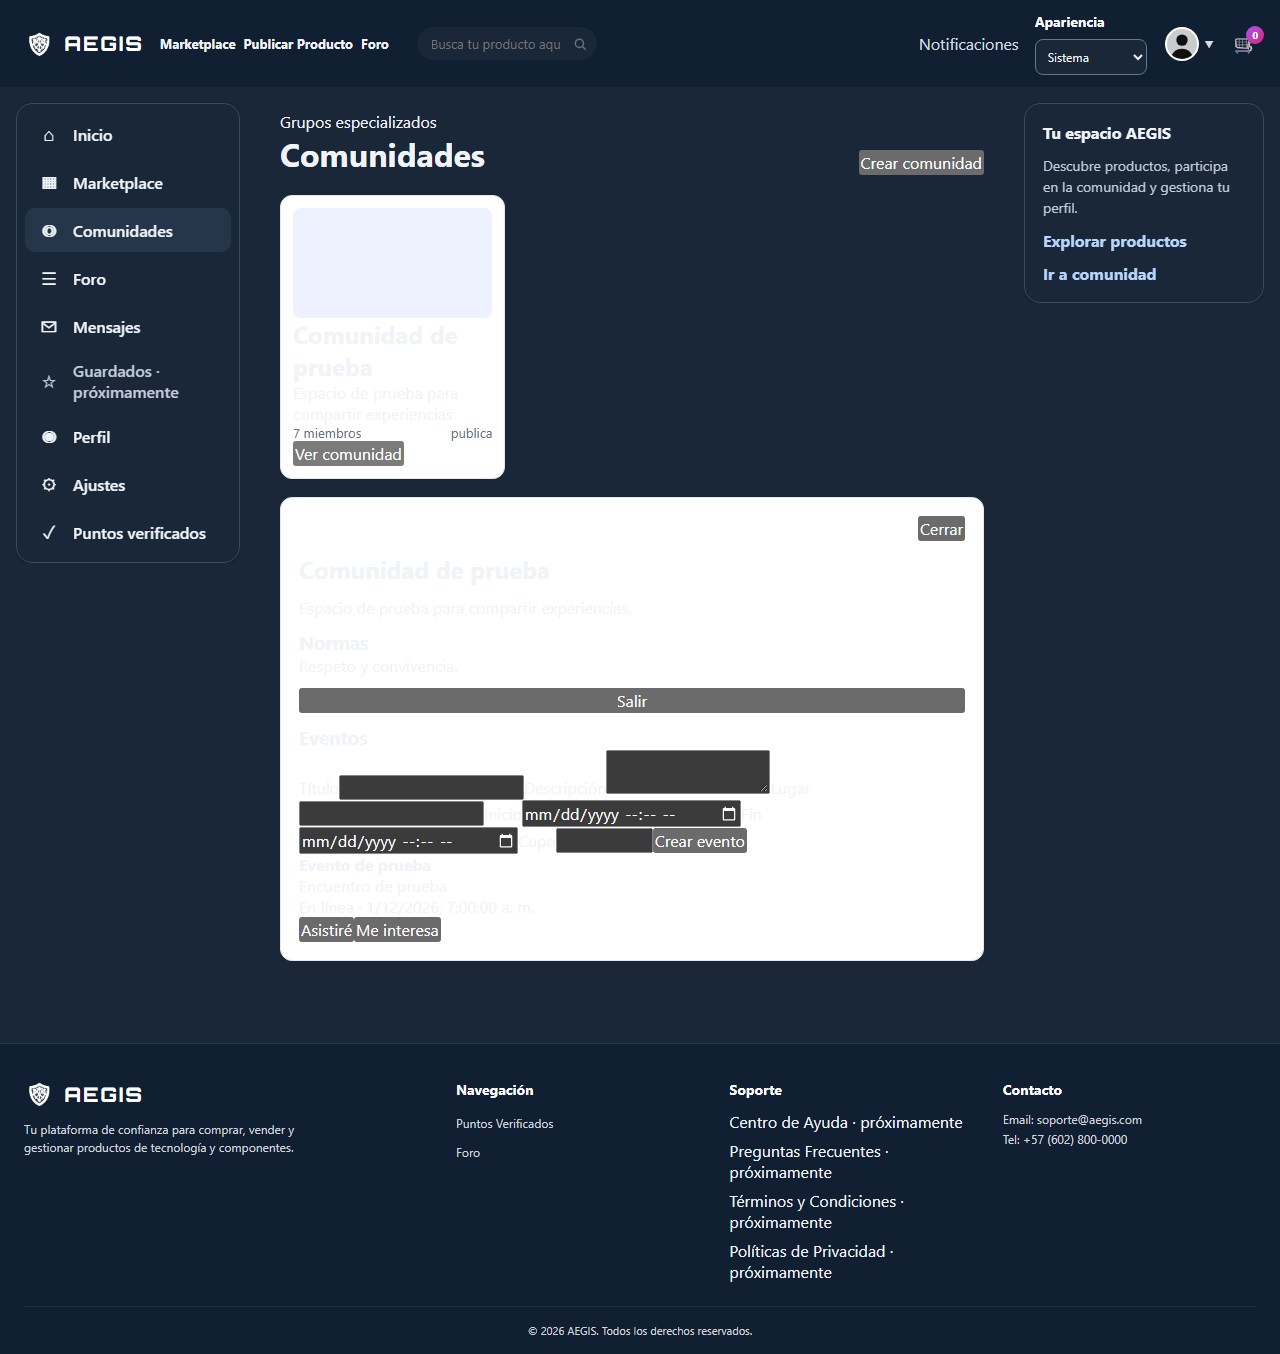 AEGIS
Marketplace Publicar Producto Foro
Busca tu producto aqu
Notificaciones
Apariencia
Sistema
0
Inicio
Marketplace
Comunidades
Foro
Mensajes
Guardados ·
próximamente
Perfil
Ajustes
Puntos verificados
Grupos especializados
Comunidades
Crear comunidad
Comunidad de
prueba
Espacio de prueba para
compartir experiencias.
7 miembros publica
Ver comunidad
Cerrar
Comunidad de prueba
Espacio de prueba para compartir experiencias.
Normas
Respeto y convivencia.
Salir
Eventos
Título Descripción Lugar
Inicio mm/dd/yyyy --:-- -- Fin
mm/dd/yyyy --:-- -- Cupo Crear evento
Evento de prueba
Encuentro de prueba
En línea · 1/12/2026, 7:00:00 a. m.
Asistiré Me interesa
Tu espacio AEGIS
Descubre productos, participa
en la comunidad y gestiona tu
perfil.
Explorar productos
Ir a comunidad
AEGIS
Tu plataforma de confianza para comprar, vender y
gestionar productos de tecnología y componentes.
Navegación
Puntos Verificados
Foro
Soporte
Centro de Ayuda · próximamente
Preguntas Frecuentes ·
próximamente
Términos y Condiciones ·
próximamente
Políticas de Privacidad ·
próximamente
Contacto
Email: soporte@aegis.com
Tel: +57 (602) 800-0000
© 2026 AEGIS. Todos los derechos reservados.